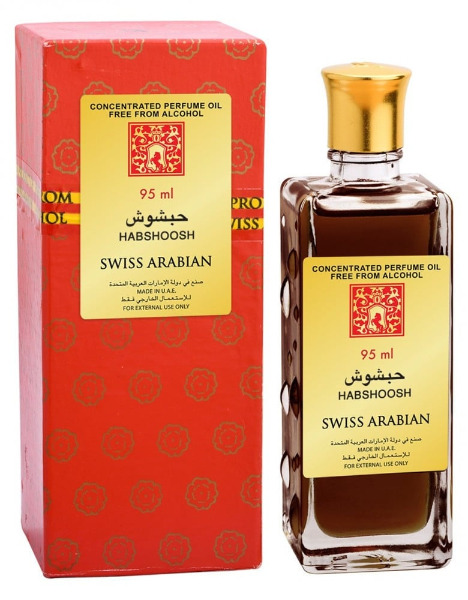 CONCENTRATED PERFUME OIL
FREE FROM ALCOHOL
95 ml
حبشوش
HABSHOOSH
SWISS ARABIAN
صنع في دولة الإمارات العربية المتحدة
MADE IN U.A.E.
للإستعمال الخارجي فقط
FOR EXTERNAL USE ONLY
CONCENTRATED PERFUME OIL
FREE FROM ALCOHOL
95 ml
حبشوش
HABSHOOSH
SWISS ARABIAN
صنع في دولة الإمارات العربية المتحدة
MADE IN U.A.E.
للإستعمال الخارجي فقط
FOR EXTERNAL USE ONLY